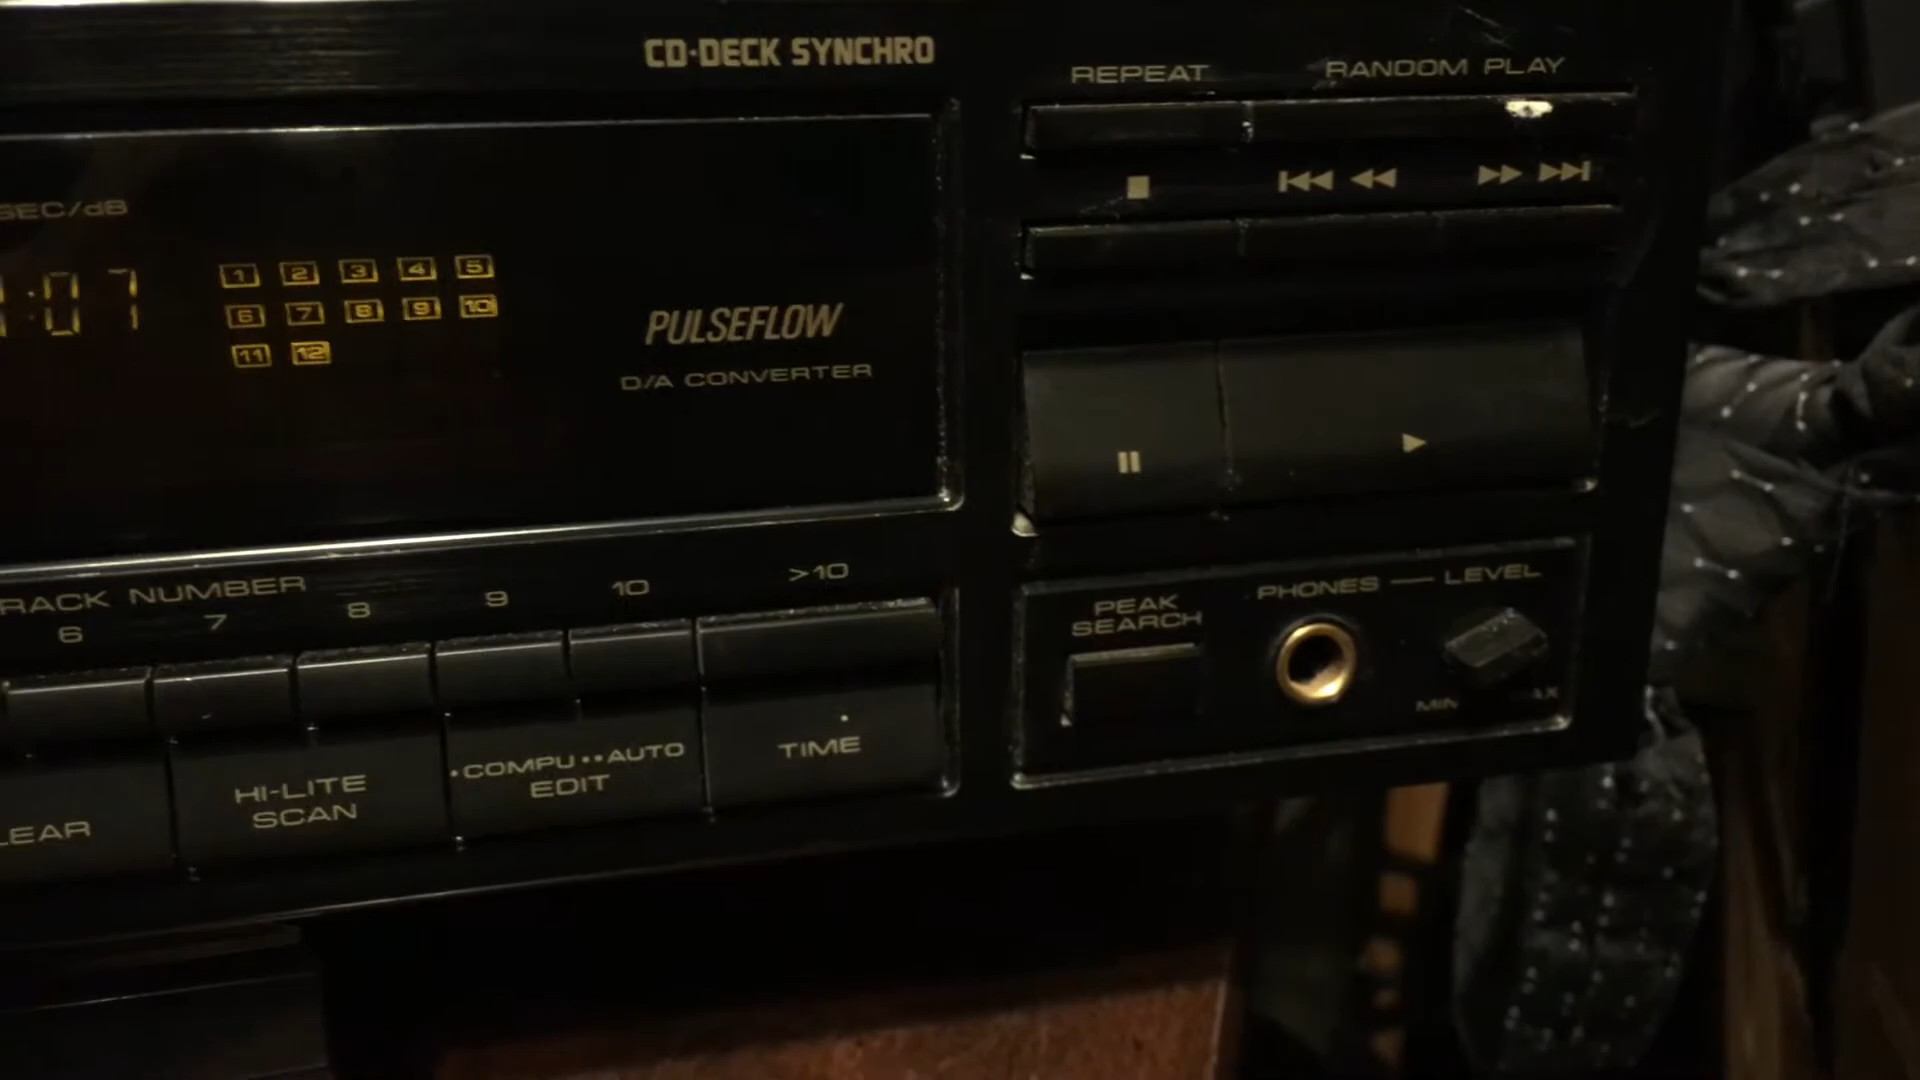 CD·DECK SYNCHRO
REPEAT
RANDOM PLAY
SEC/dB
:07
1 2 3 4 5
6 7 8 9 10
11 12
PULSEFLOW
D/A CONVERTER
RACK NUMBER
6 7 8 9 10 >10
LEAR
HI-LITE
SCAN
•COMPU ••AUTO
EDIT
TIME
PEAK
SEARCH
PHONES — LEVEL
MIN AX